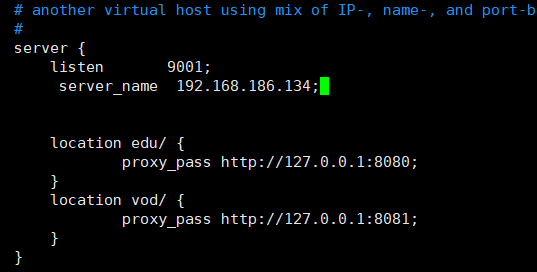 # another virtual host using mix of IP-, name-, and port-b
#
server {
    listen       9001;
     server_name  192.168.186.134;
    location edu/ {
            proxy_pass http://127.0.0.1:8080;
    }
    location vod/ {
            proxy_pass http://127.0.0.1:8081;
    }
}